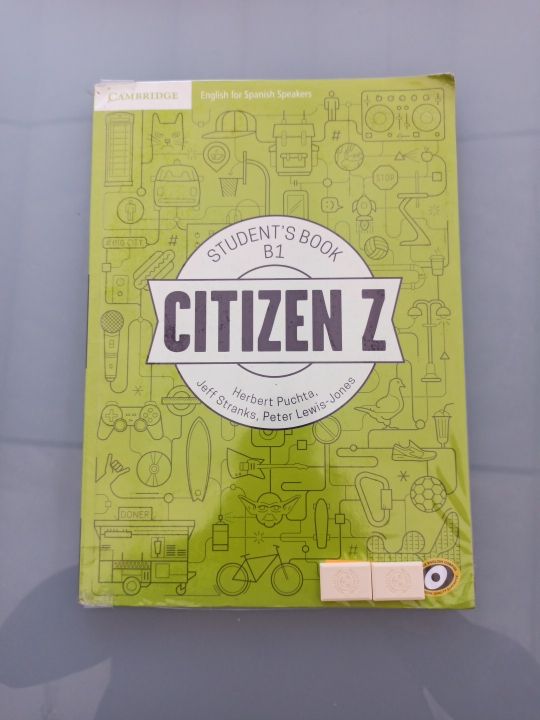 CAMBRIDGE
English for Spanish Speakers
STOP
#BIG CITY
STUDENT'S BOOK
B1
CITIZEN Z
Herbert Puchta,
Jeff Stranks, Peter Lewis-Jones
DONER